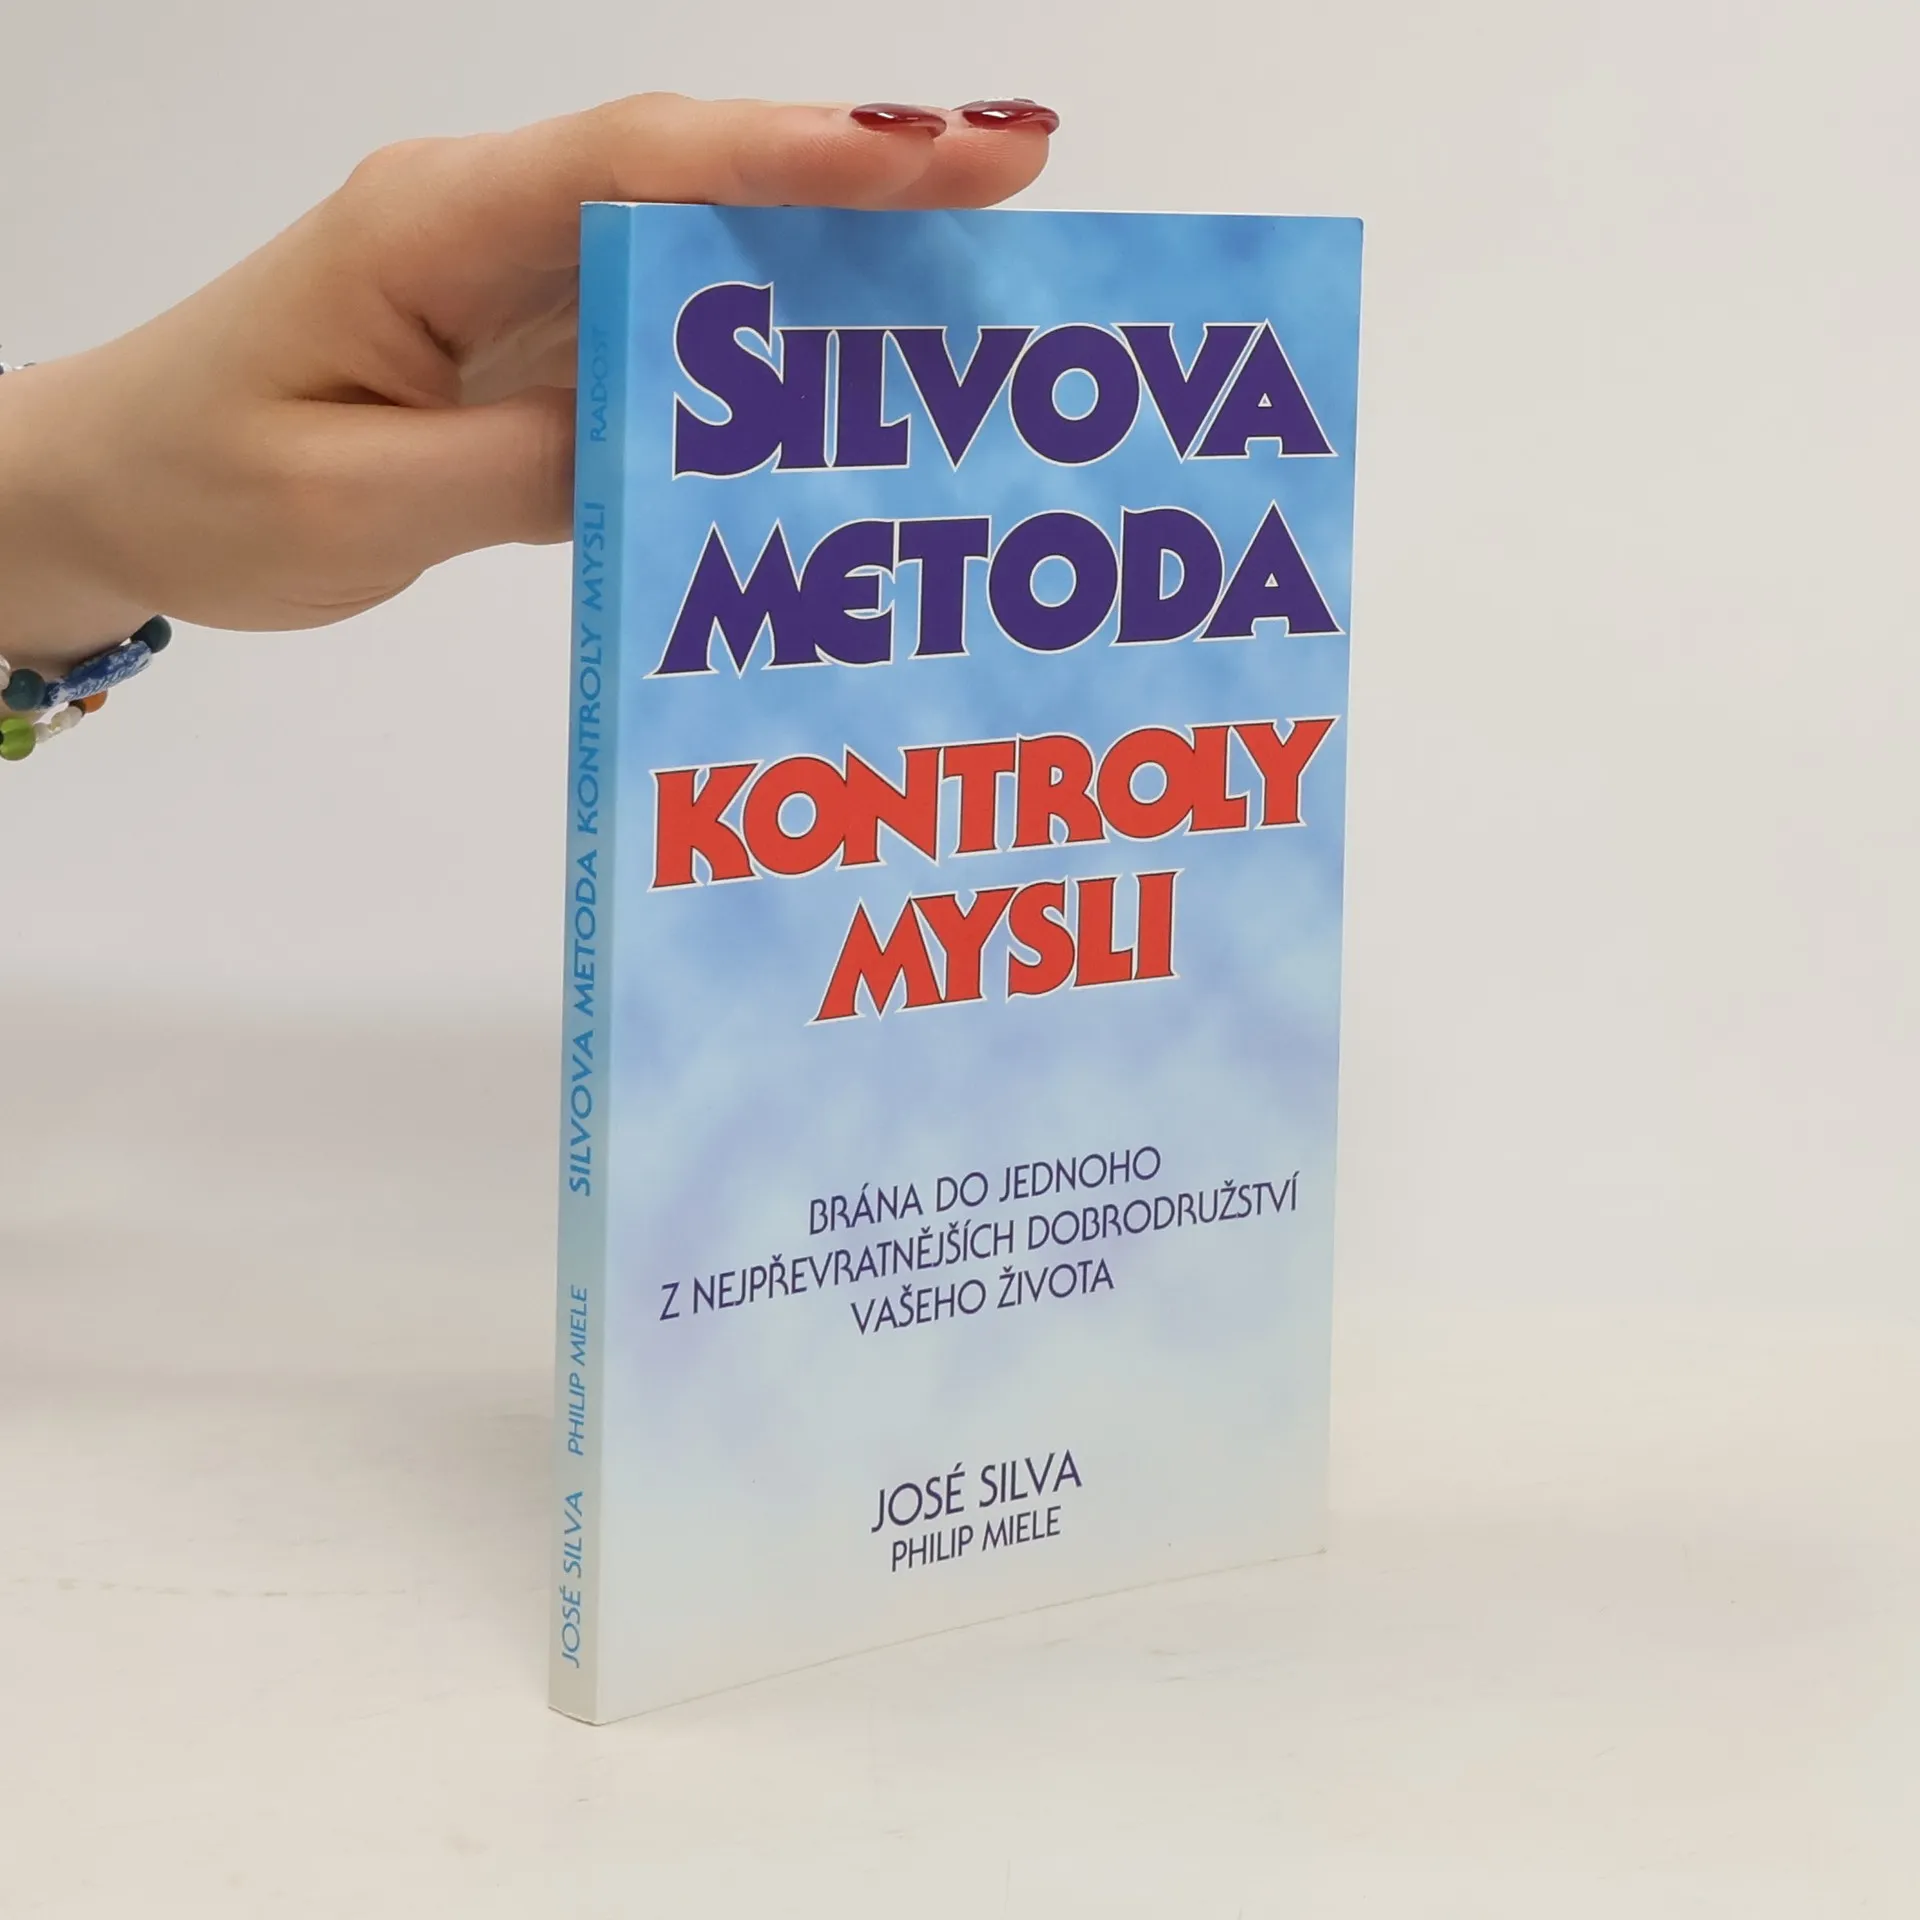 SILVOVA
METODA
KONTROLY
MYSLI
BRÁNA DO JEDNOHO
Z NEJPŘEVRATNĚJŠÍCH DOBRODRUŽSTVÍ
VAŠEHO ŽIVOTA
JOSÉ SILVA
PHILIP MIELE
JOSÉ SILVA PHILIP MIELE SILVOVA METODA KONTROLY MYSLI RADOST